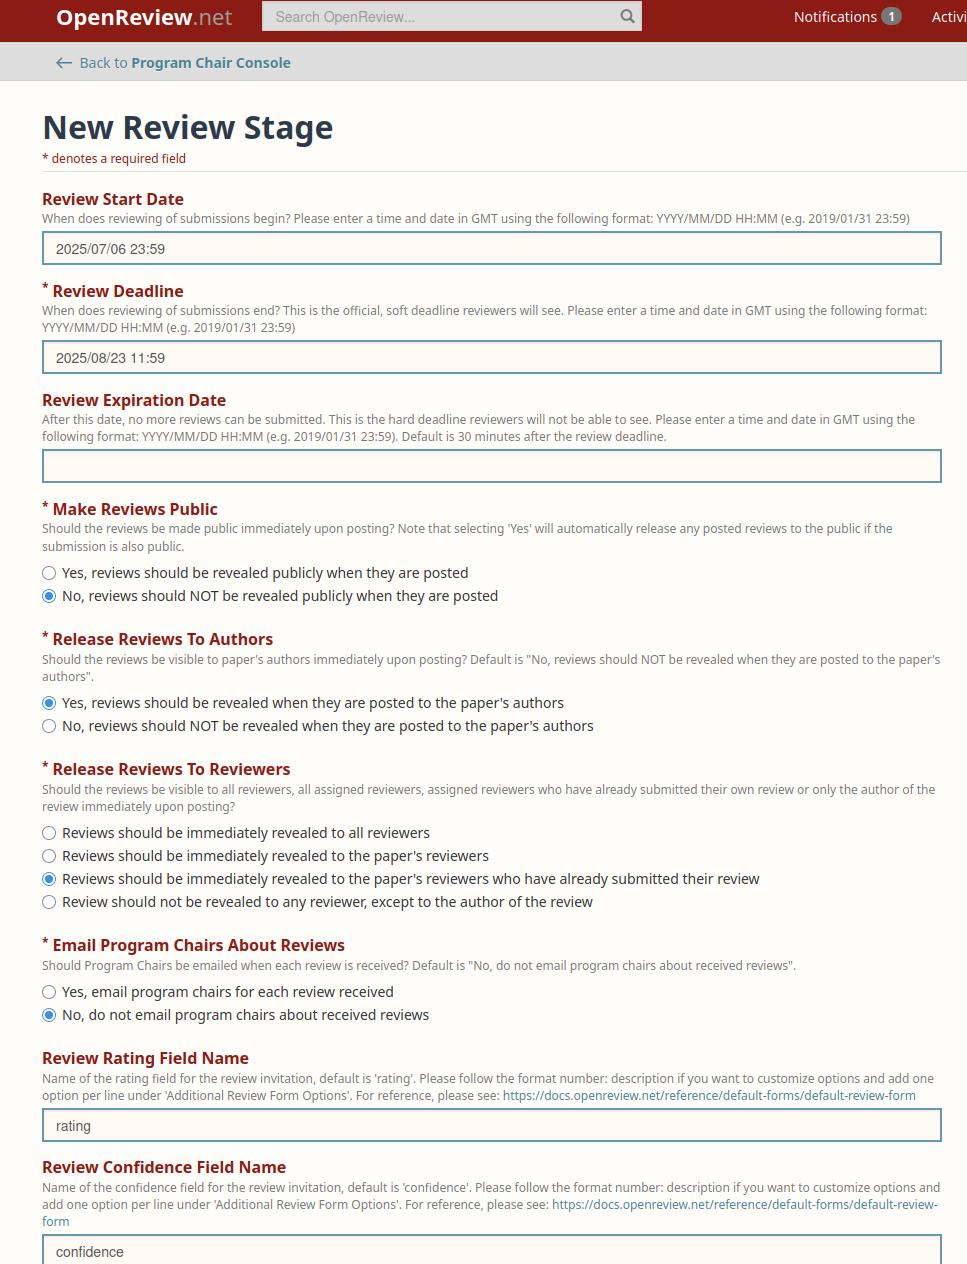 OpenReview.net
Search OpenReview...
Notifications 1
Activi
← Back to Program Chair Console
New Review Stage
* denotes a required field
Review Start Date
When does reviewing of submissions begin? Please enter a time and date in GMT using the following format: YYYY/MM/DD HH:MM (e.g. 2019/01/31 23:59)
2025/07/06 23:59
* Review Deadline
When does reviewing of submissions end? This is the official, soft deadline reviewers will see. Please enter a time and date in GMT using the following format:
YYYY/MM/DD HH:MM (e.g. 2019/01/31 23:59)
2025/08/23 11:59
Review Expiration Date
After this date, no more reviews can be submitted. This is the hard deadline reviewers will not be able to see. Please enter a time and date in GMT using the
following format: YYYY/MM/DD HH:MM (e.g. 2019/01/31 23:59). Default is 30 minutes after the review deadline.
* Make Reviews Public
Should the reviews be made public immediately upon posting? Note that selecting 'Yes' will automatically release any posted reviews to the public if the
submission is also public.
Yes, reviews should be revealed publicly when they are posted
No, reviews should NOT be revealed publicly when they are posted
* Release Reviews To Authors
Should the reviews be visible to paper's authors immediately upon posting? Default is "No, reviews should NOT be revealed when they are posted to the paper's
authors".
Yes, reviews should be revealed when they are posted to the paper's authors
No, reviews should NOT be revealed when they are posted to the paper's authors
* Release Reviews To Reviewers
Should the reviews be visible to all reviewers, all assigned reviewers, assigned reviewers who have already submitted their own review or only the author of the
review immediately upon posting?
Reviews should be immediately revealed to all reviewers
Reviews should be immediately revealed to the paper's reviewers
Reviews should be immediately revealed to the paper's reviewers who have already submitted their review
Review should not be revealed to any reviewer, except to the author of the review
* Email Program Chairs About Reviews
Should Program Chairs be emailed when each review is received? Default is "No, do not email program chairs about received reviews".
Yes, email program chairs for each review received
No, do not email program chairs about received reviews
Review Rating Field Name
Name of the rating field for the review invitation, default is 'rating'. Please follow the format number: description if you want to customize options and add one
option per line under 'Additional Review Form Options'. For reference, please see: https://docs.openreview.net/reference/default-forms/default-review-form
rating
Review Confidence Field Name
Name of the confidence field for the review invitation, default is 'confidence'. Please follow the format number: description if you want to customize options and
add one option per line under 'Additional Review Form Options'. For reference, please see: https://docs.openreview.net/reference/default-forms/default-review-
form
confidence